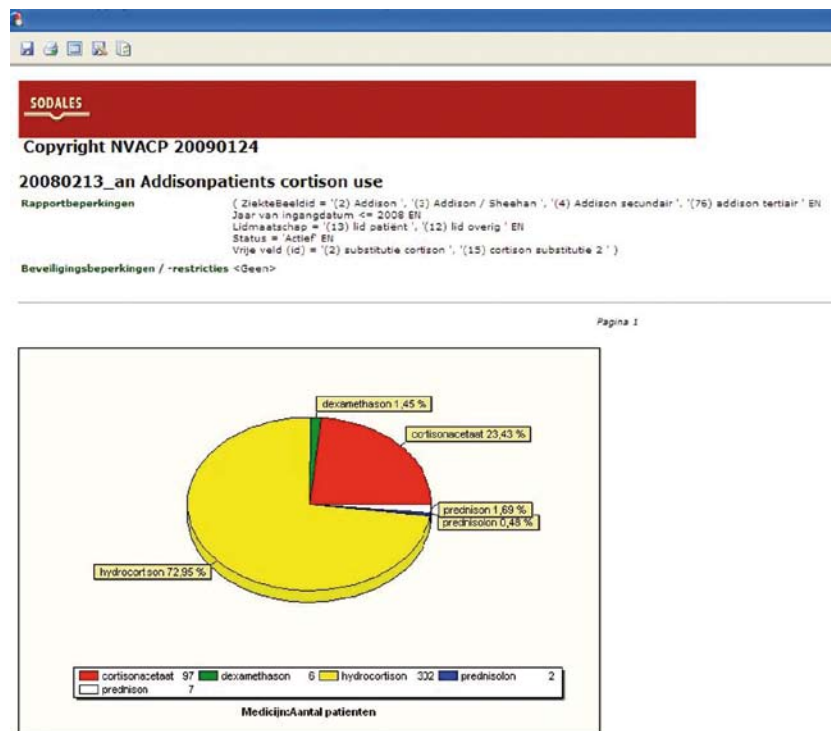 SODALES
Copyright NVACP 20090124
20080213_an Addisonpatients cortison use
Rapportbeperkingen ( ZiekteBeeldid = '(2) Addison ', '(3) Addison / Sheehan ', '(4) Addison secundair ', '(76) addison tertiair ' EN
Jaar van ingangdatum <= 2008 EN
Lidmaatschap = '(13) lid patiënt ', '(12) lid overig ' EN
Status = 'Actief' EN
Vrije veld (id) = '(2) substitutie cortison ', '(15) cortison substitutie 2 ' )
Beveiligingsbeperkingen / -restricties <Geen>
Pagina 1
dexamethason 1,45 %
cortisonacetaat 23,43 %
prednison 1,69 %
prednisolon 0,48 %
hydrocortison 72,95 %
cortisonacetaat 97 dexamethason 6 hydrocortison 302 prednisolon 2
prednison 7
Medicijn:Aantal patienten